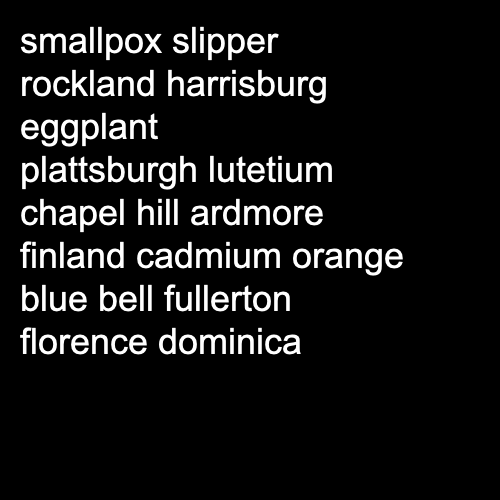 smallpox slipper
rockland harrisburg
eggplant
plattsburgh lutetium
chapel hill ardmore
finland cadmium orange
blue bell fullerton
florence dominica